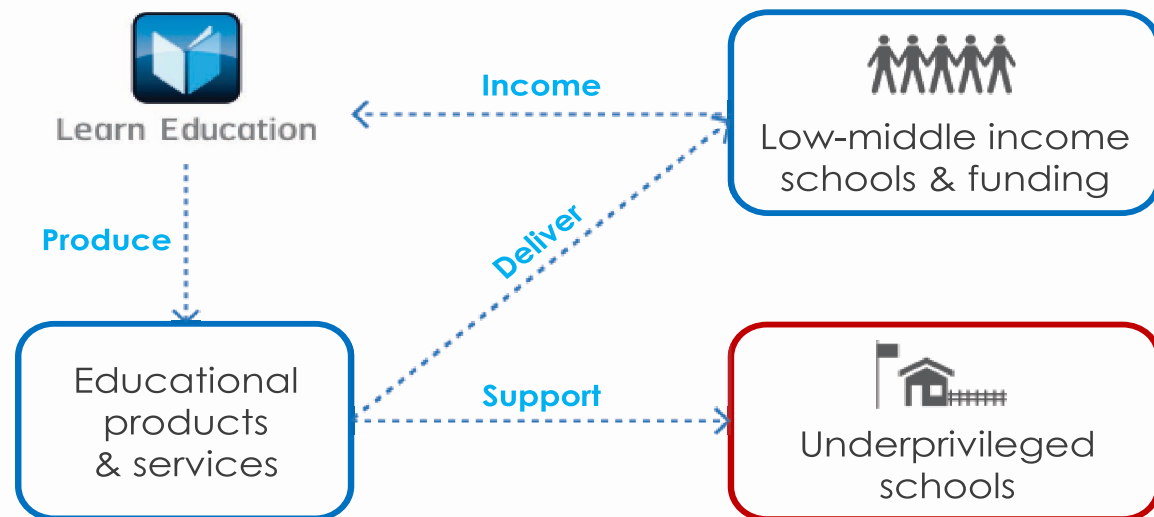 Learn Education
Income
Low-middle income
schools & funding
Produce
Deliver
Educational
products
& services
Support
Underprivileged
schools